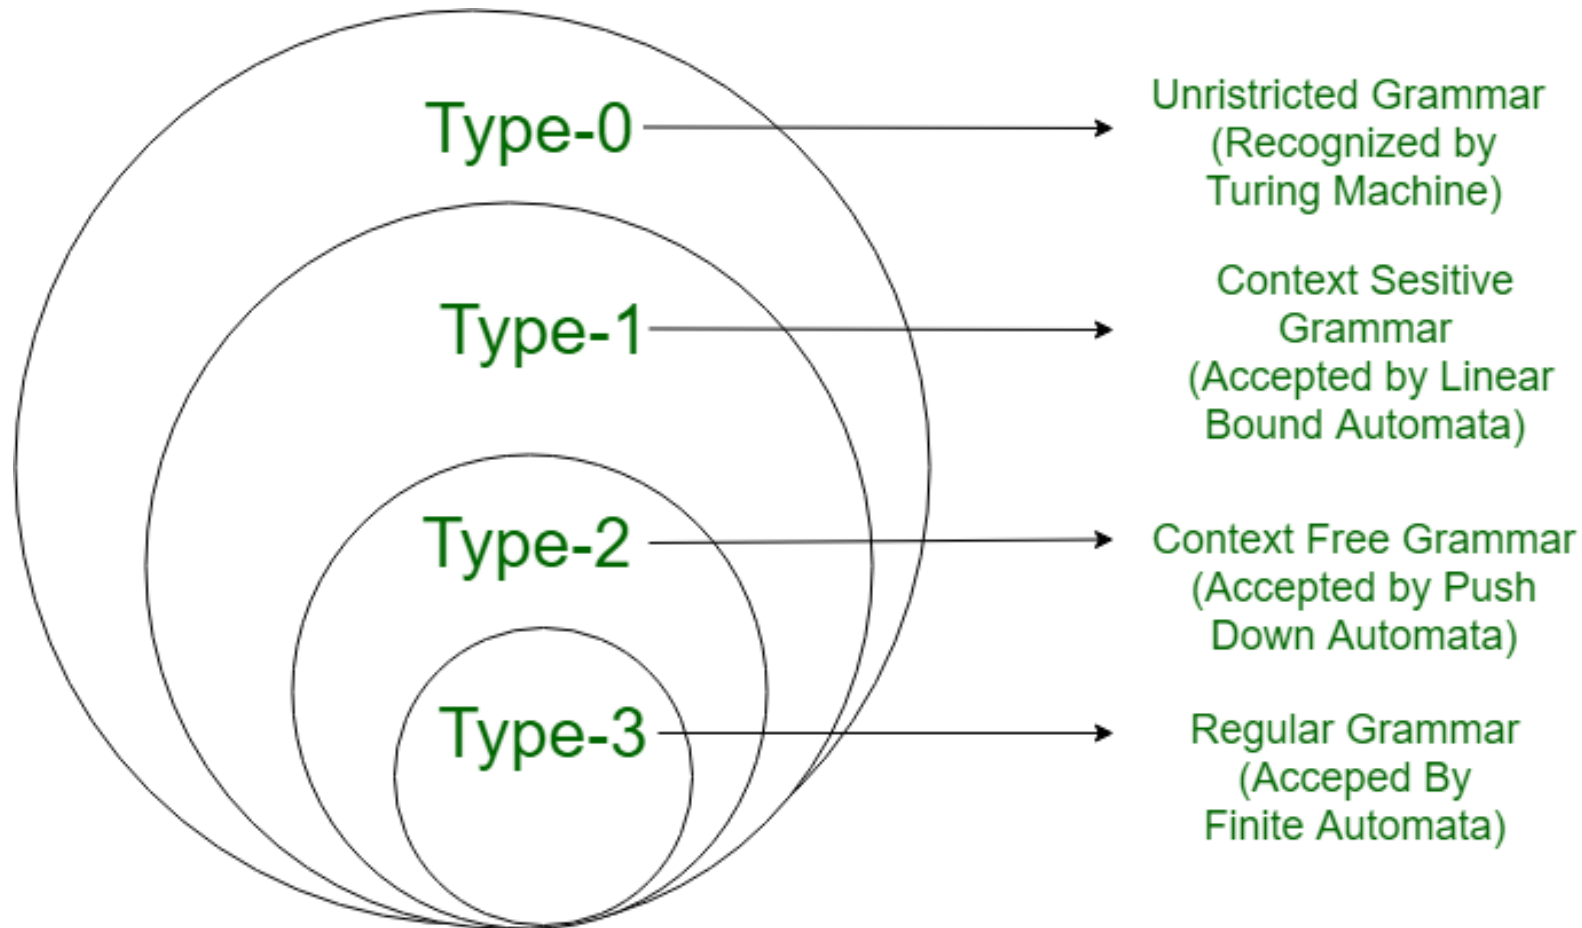 Type-0
Unristricted Grammar
(Recognized by
Turing Machine)
Type-1
Context Sesitive
Grammar
(Accepted by Linear
Bound Automata)
Type-2
Context Free Grammar
(Accepted by Push
Down Automata)
Type-3
Regular Grammar
(Acceped By
Finite Automata)